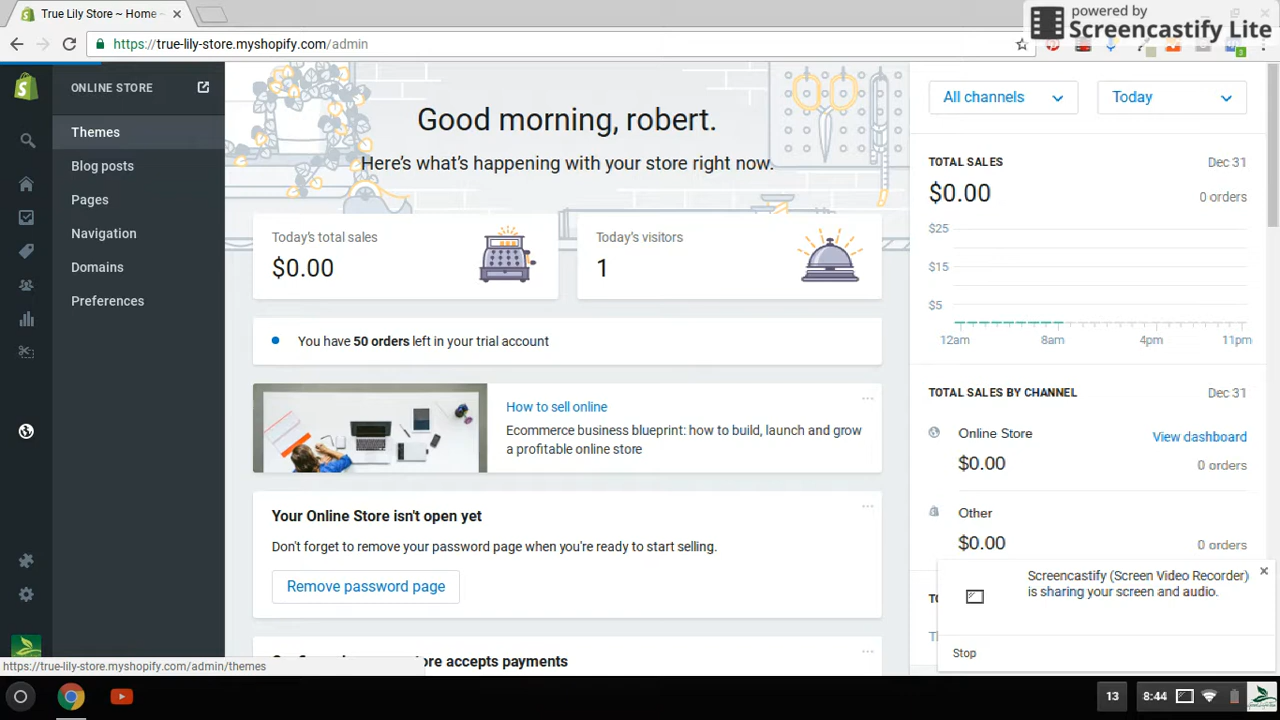 True Lily Store ~ Home -
powered by
Screencastify Lite
https://true-lily-store.myshopify.com/admin
3
ONLINE STORE
Themes
Blog posts
Pages
Navigation
Domains
Preferences
Good morning, robert.
Here's what's happening with your store right now.
Today's total sales
$0.00
Today's visitors
1
You have 50 orders left in your trial account
How to sell online
Ecommerce business blueprint: how to build, launch and grow
a profitable online store
Your Online Store isn't open yet
Don't forget to remove your password page when you're ready to start selling.
Remove password page
store accepts payments
All channels
Today
TOTAL SALES
Dec 31
$0.00
0 orders
$25
$15
$5
12am
8am
4pm
11pm
TOTAL SALES BY CHANNEL
Dec 31
Online Store
View dashboard
$0.00
0 orders
Other
$0.00
0 orders
Screencastify (Screen Video Recorder)
is sharing your screen and audio.
Stop
https://true-lily-store.myshopify.com/admin/themes
13
8:44